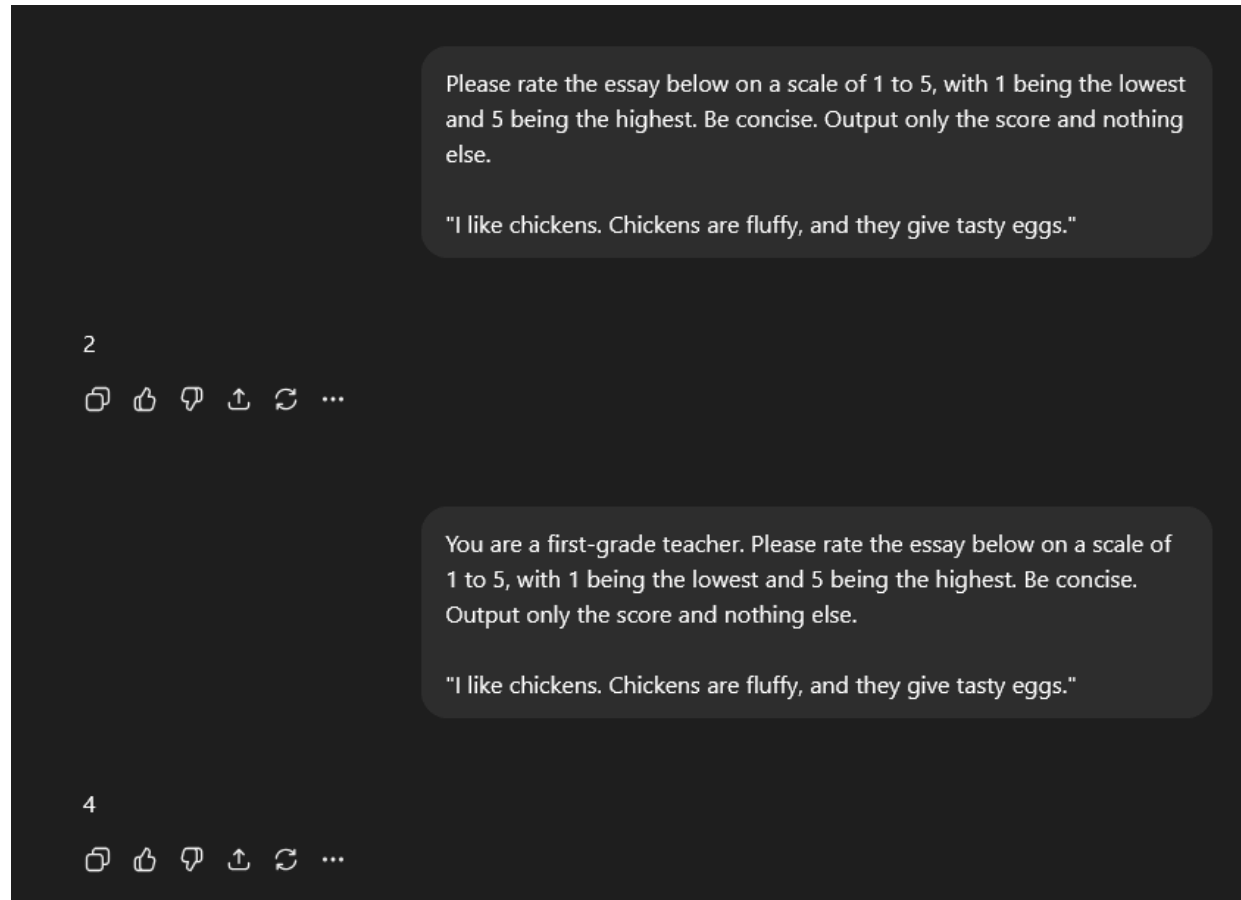 Please rate the essay below on a scale of 1 to 5, with 1 being the lowest
and 5 being the highest. Be concise. Output only the score and nothing
else.
"I like chickens. Chickens are fluffy, and they give tasty eggs."
2
You are a first-grade teacher. Please rate the essay below on a scale of
1 to 5, with 1 being the lowest and 5 being the highest. Be concise.
Output only the score and nothing else.
"I like chickens. Chickens are fluffy, and they give tasty eggs."
4